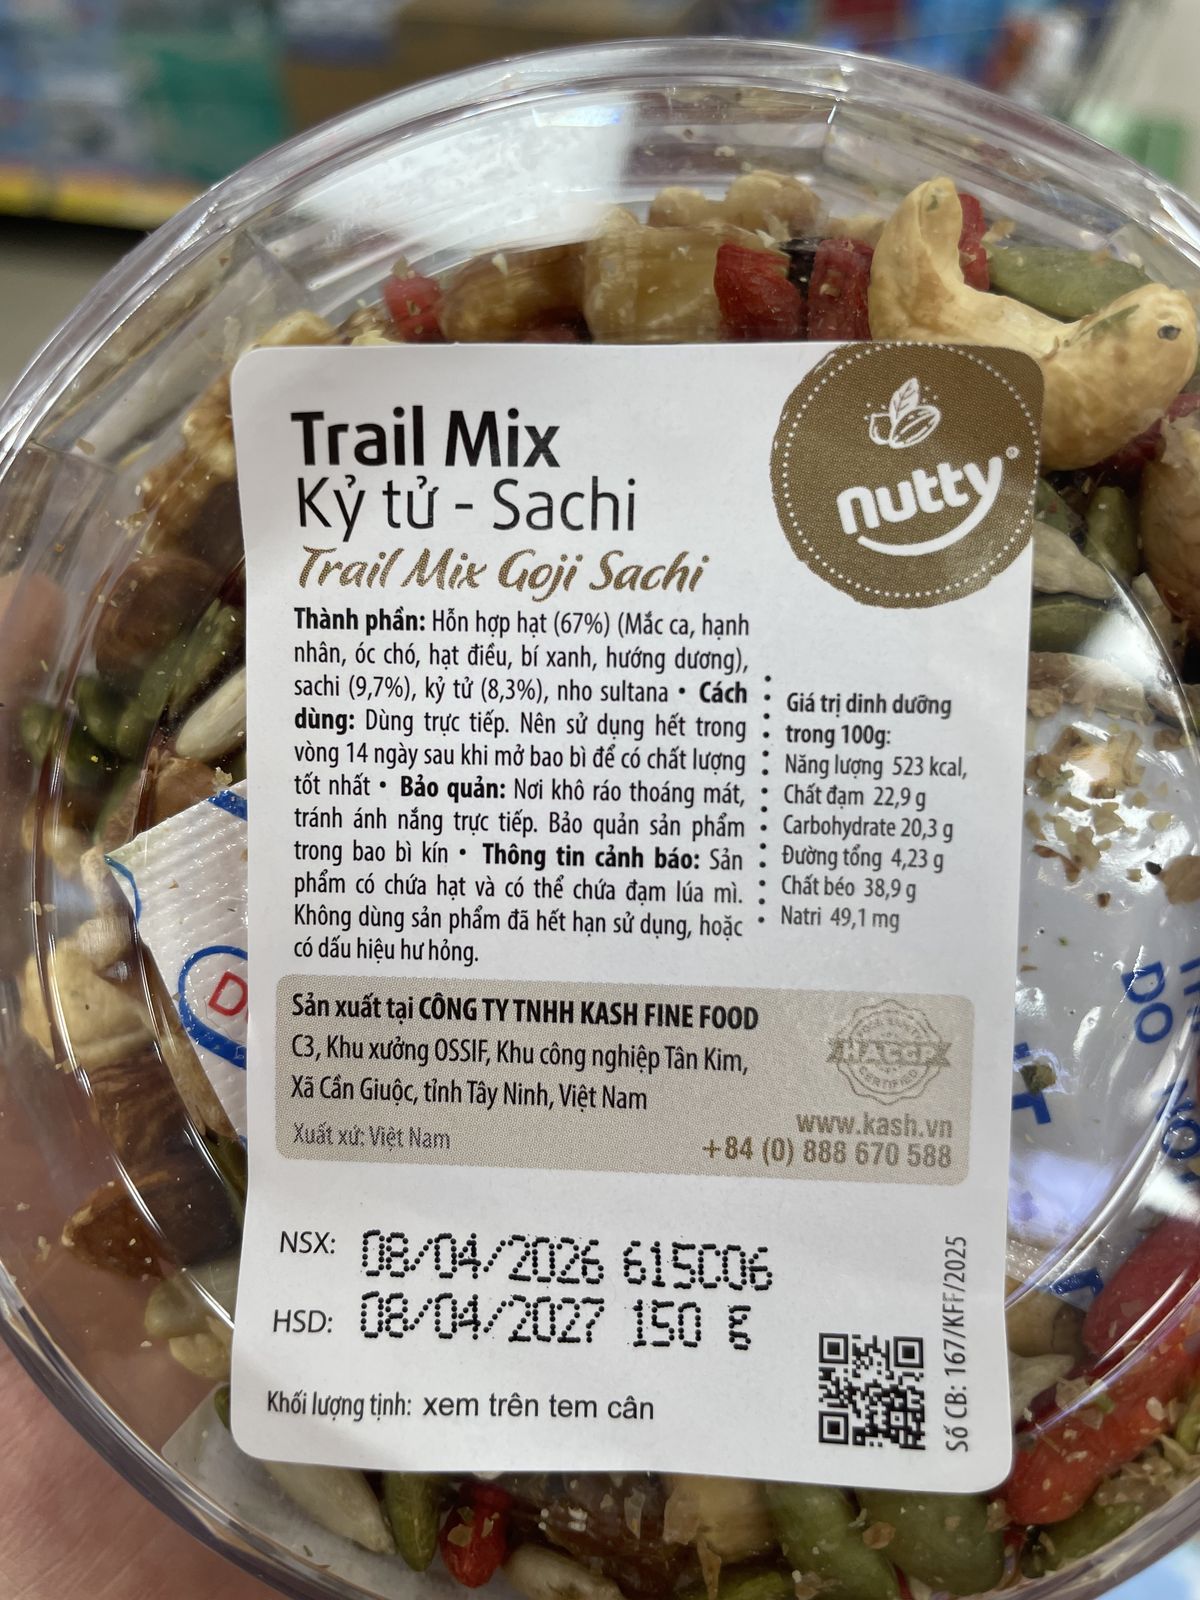 Trail Mix
Kỷ tử - Sachi
Trail Mix Goji Sachi
nutty®
Thành phần: Hỗn hợp hạt (67%) (Mắc ca, hạnh
nhân, óc chó, hạt điều, bí xanh, hướng dương),
sachi (9,7%), kỷ tử (8,3%), nho sultana • Cách
dùng: Dùng trực tiếp. Nên sử dụng hết trong
vòng 14 ngày sau khi mở bao bì để có chất lượng
tốt nhất • Bảo quản: Nơi khô ráo thoáng mát,
tránh ánh nắng trực tiếp. Bảo quản sản phẩm
trong bao bì kín • Thông tin cảnh báo: Sản
phẩm có chứa hạt và có thể chứa đạm lúa mì.
Không dùng sản phẩm đã hết hạn sử dụng, hoặc
có dấu hiệu hư hỏng.
Giá trị dinh dưỡng
trong 100g:
Năng lượng 523 kcal,
Chất đạm 22,9 g
Carbohydrate 20,3 g
Đường tổng 4,23 g
Chất béo 38,9 g
Natri 49,1 mg
Sản xuất tại CÔNG TY TNHH KASH FINE FOOD
C3, Khu xưởng OSSIF, Khu công nghiệp Tân Kim,
Xã Cần Giuộc, tỉnh Tây Ninh, Việt Nam
Xuất xứ: Việt Nam
HACCP
CERTIFIED
www.kash.vn
+84 (0) 888 670 588
NSX: 08/04/2026 615006
HSD: 08/04/2027 150 g
Khối lượng tịnh: xem trên tem cân
Số CB: 167/KFF/2025
DO